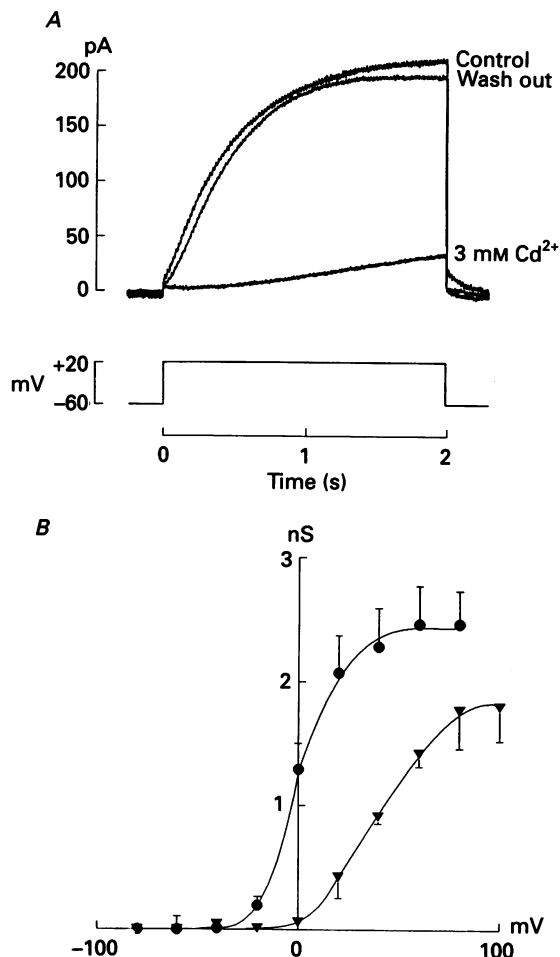 A
pA
200
150
100
50
0
Control
Wash out
3 mM Cd2+
mV
+20
−60
0 1 2
Time (s)
B
nS
3
2
1
−100 0 100
mV